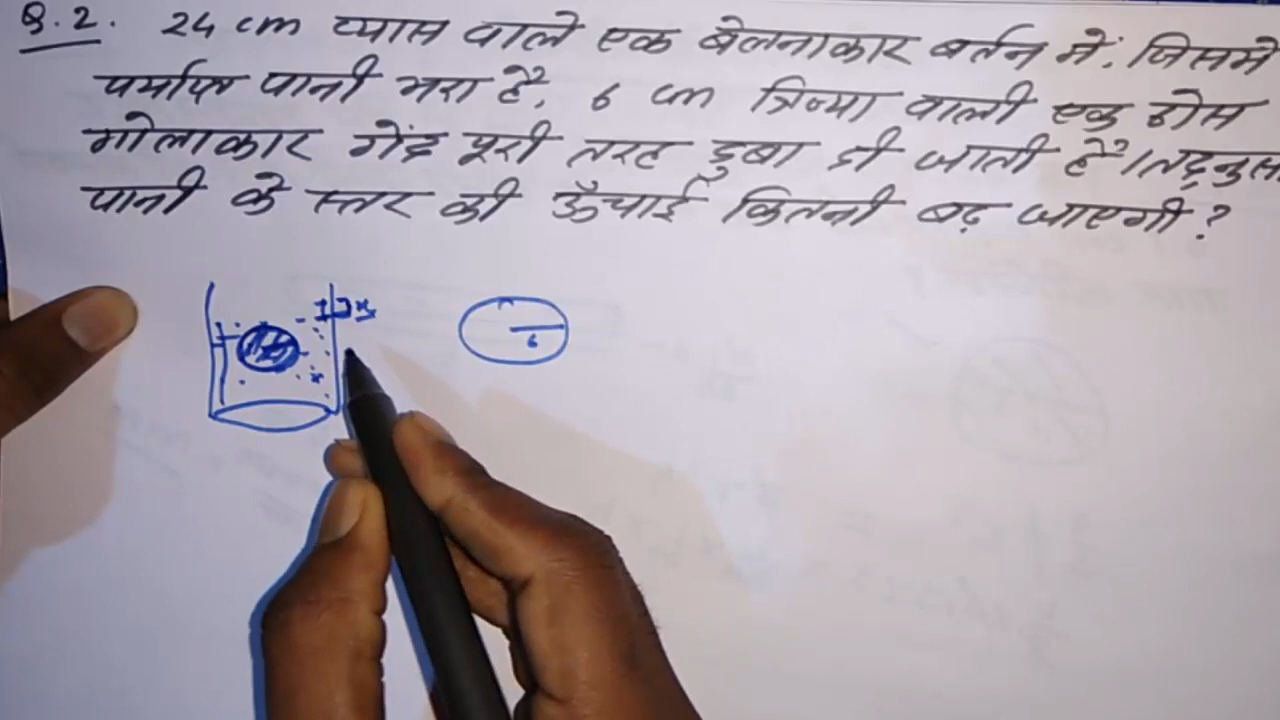 Q.2. 24 cm व्यास वाले एक बेलनाकार बर्तन में, जिसमे
पर्याप्त पानी भरा है, 6 cm त्रिज्या वाली एक ठोस
गोलाकार गेंद पूरी तरह डुबा दी जाती है। तद्नुसा
पानी के स्तर की ऊँचाई कितनी बढ़ जाएगी?
x
6